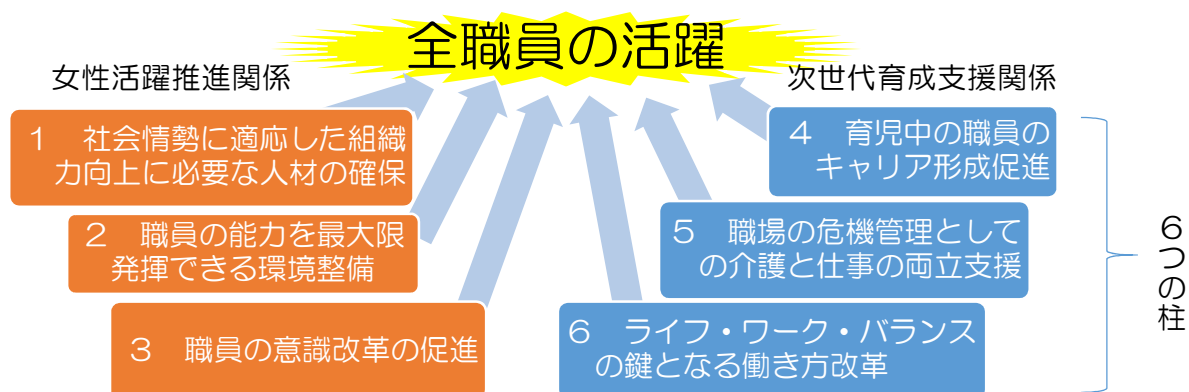 全職員の活躍
女性活躍推進関係
次世代育成支援関係
１　社会情勢に適応した組織
力向上に必要な人材の確保
２　職員の能力を最大限
発揮できる環境整備
３　職員の意識改革の促進
４　育児中の職員の
キャリア形成促進
５　職場の危機管理として
の介護と仕事の両立支援
６　ライフ・ワーク・バランス
の鍵となる働き方改革
６つの柱